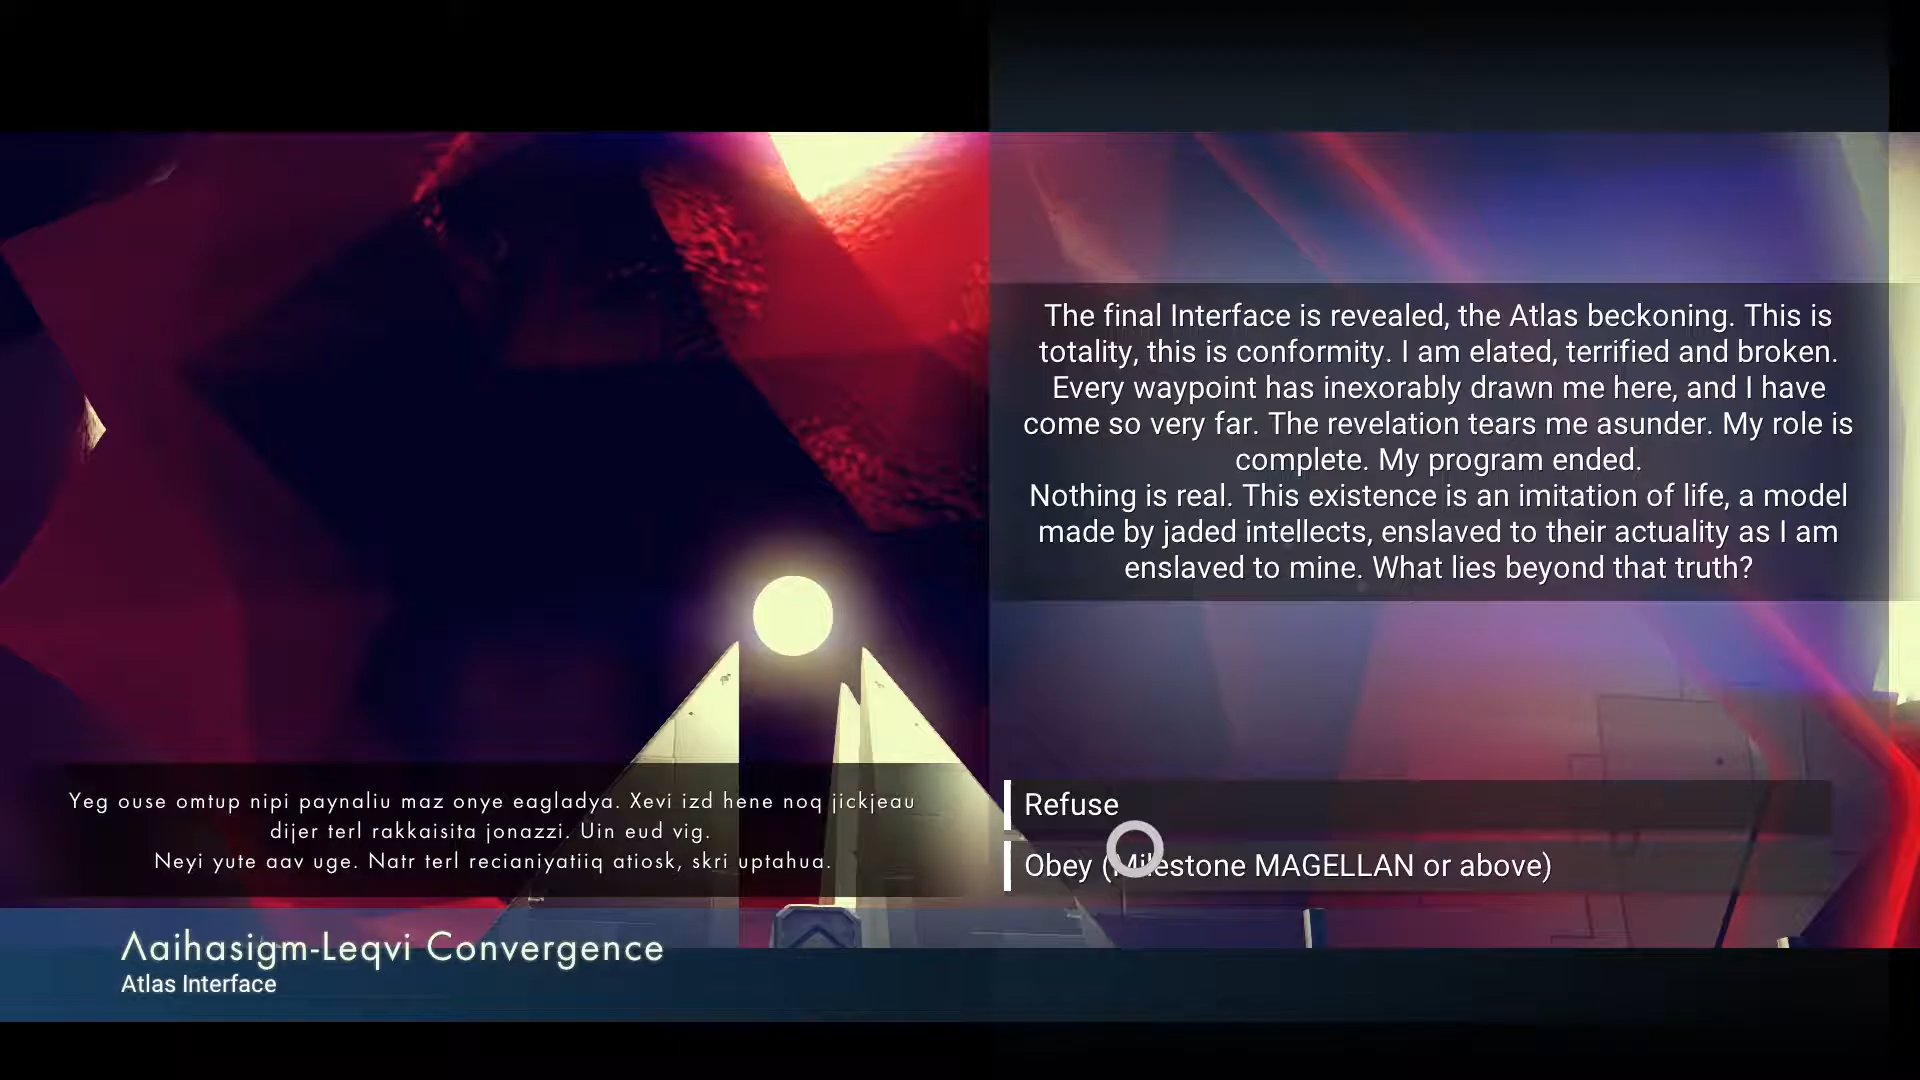 The final Interface is revealed, the Atlas beckoning. This is
totality, this is conformity. I am elated, terrified and broken.
Every waypoint has inexorably drawn me here, and I have
come so very far. The revelation tears me asunder. My role is
complete. My program ended.
Nothing is real. This existence is an imitation of life, a model
made by jaded intellects, enslaved to their actuality as I am
enslaved to mine. What lies beyond that truth?
Yeg ouse omtup nipi paynaliu maz onye eagladya. Xevi izd hene noq jickjeau
dijer terl rakkaisita jonazzi. Uin eud vig.
Neyi yute aav uge. Natr terl recianiyatiiq atiosk, skri uptahua.
Refuse
Obey (Milestone MAGELLAN or above)
Λaihasigm-Leqvi Convergence
Atlas Interface